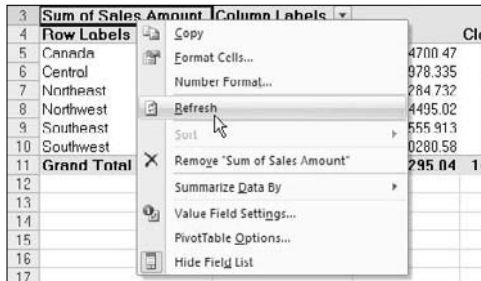 3 Sum of Sales Amount Column Labels
4 Row Labels Copy Cl
5 Canada Format Cells... 4700.47
6 Central 978.335
7 Northeast Number Format... 284.732
8 Northwest Refresh 4495.02
9 Southeast Sort 555.913
10 Southwest 0280.58
11 Grand Total Remove "Sum of Sales Amount" 295.04 1
12 Summarize Data By
13
14 Value Field Settings...
15 PivotTable Options...
16 Hide Field List
17